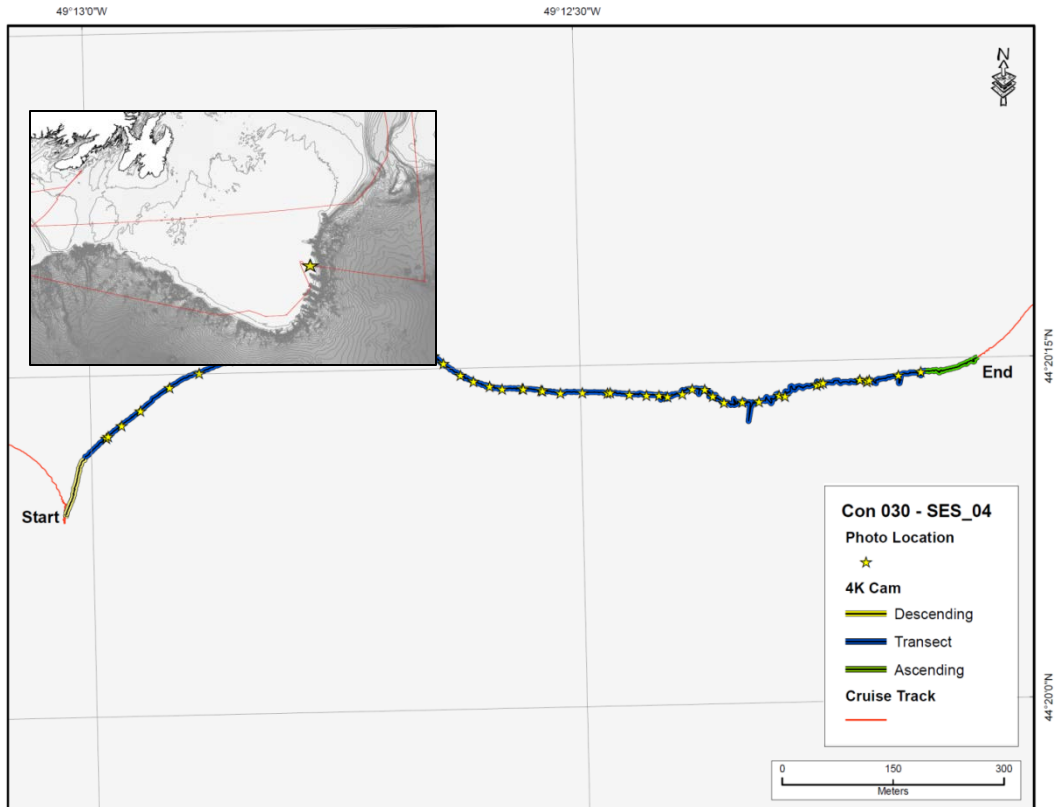 49°13'0"W
49°12'30"W
N
44°20'15"N
End
Start
Con 030 - SES_04
Photo Location
4K Cam
Descending
Transect
Ascending
Cruise Track
44°20'0"N
0 150 300
Meters